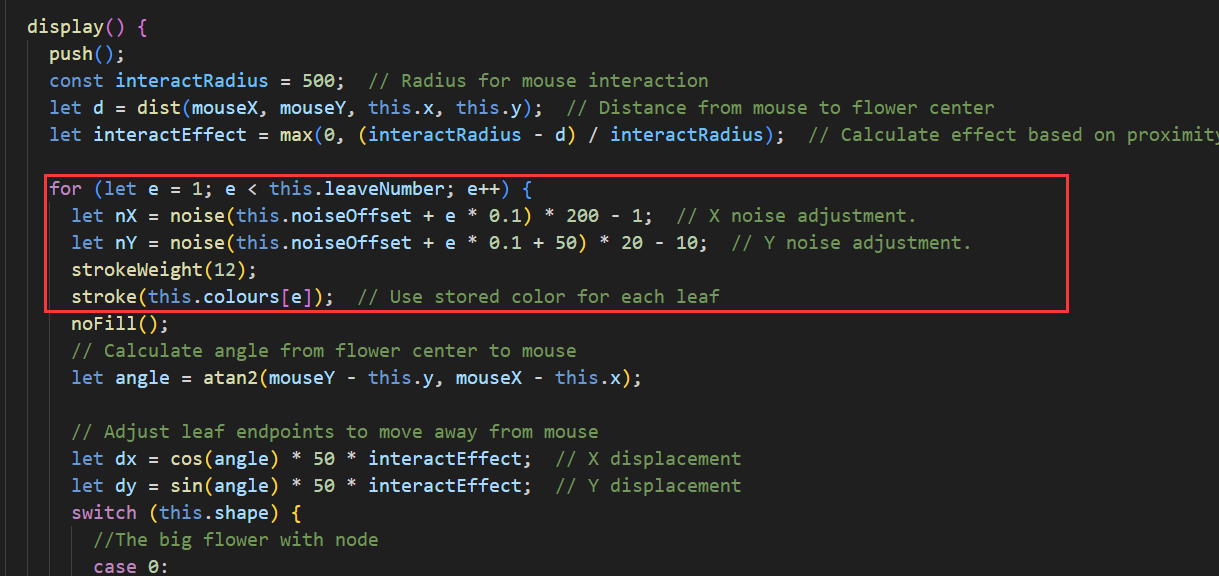 display() {
push();
const interactRadius = 500;  // Radius for mouse interaction
let d = dist(mouseX, mouseY, this.x, this.y);  // Distance from mouse to flower center
let interactEffect = max(0, (interactRadius - d) / interactRadius);  // Calculate effect based on proximity
for (let e = 1; e < this.leaveNumber; e++) {
let nX = noise(this.noiseOffset + e * 0.1) * 200 - 1;  // X noise adjustment.
let nY = noise(this.noiseOffset + e * 0.1 + 50) * 20 - 10;  // Y noise adjustment.
strokeWeight(12);
stroke(this.colours[e]);  // Use stored color for each leaf
noFill();
// Calculate angle from flower center to mouse
let angle = atan2(mouseY - this.y, mouseX - this.x);
// Adjust leaf endpoints to move away from mouse
let dx = cos(angle) * 50 * interactEffect;  // X displacement
let dy = sin(angle) * 50 * interactEffect;  // Y displacement
switch (this.shape) {
//The big flower with node
case 0: